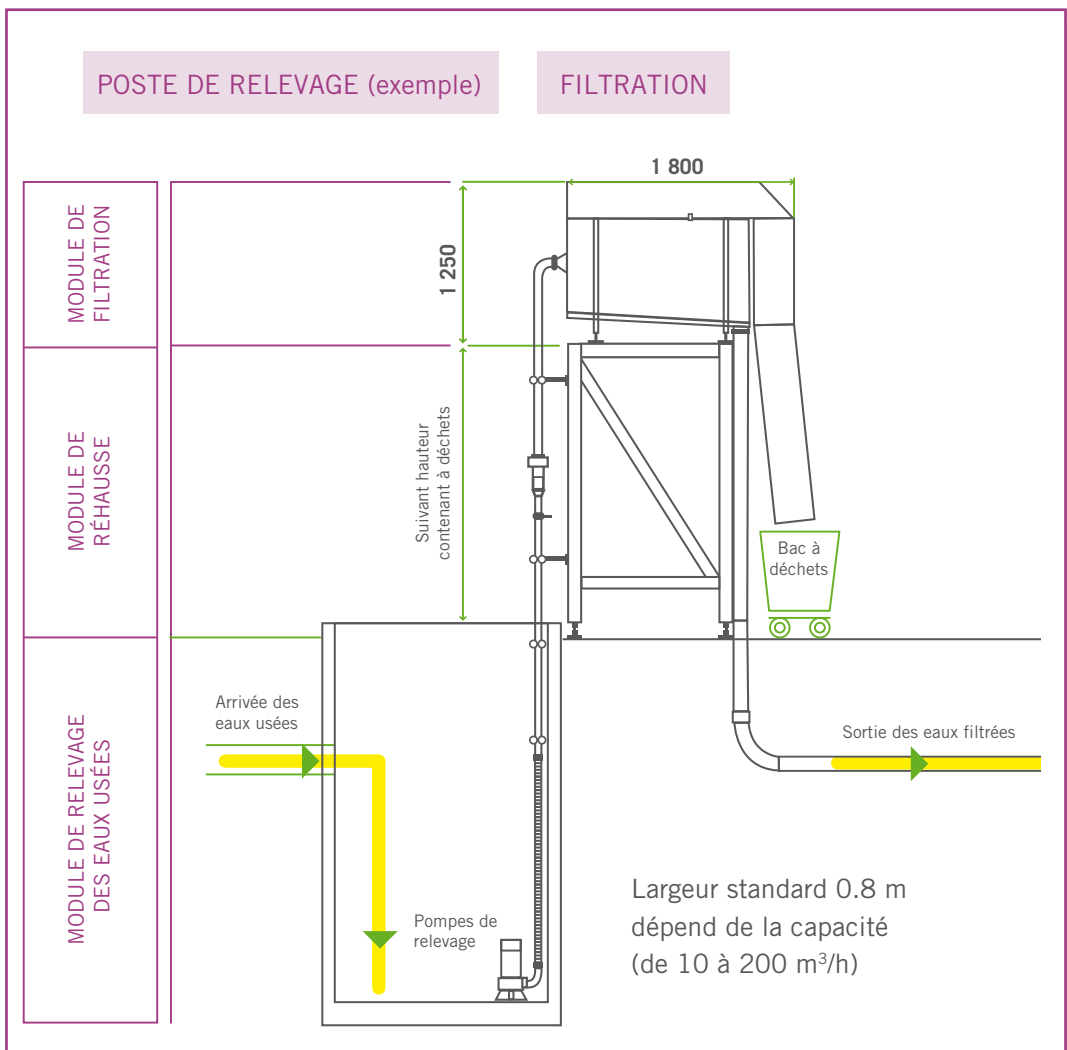 POSTE DE RELEVAGE (exemple)
FILTRATION
1 800
MODULE DE
FILTRATION
1 250
MODULE DE
RÉHAUSSE
Suivant hauteur
contenant à déchets
Bac à
déchets
MODULE DE RELEVAGE
DES EAUX USÉES
Arrivée des
eaux usées
Sortie des eaux filtrées
Pompes de
relevage
Largeur standard 0.8 m
dépend de la capacité
(de 10 à 200 m³/h)